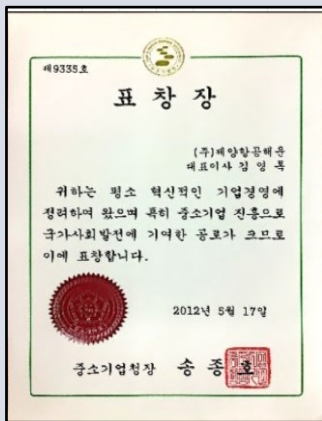 제9335호
표 창 장
(주)제양항공해운
대표이사 김 영 록
귀하는 평소 혁신적인 기업경영에
정려하여 왔으며 특히 중소기업 진흥으로
국가사회발전에 기여한 공로가 크므로
이에 표창합니다.
2012년 5월 17일
중소기업청장 송 종 호